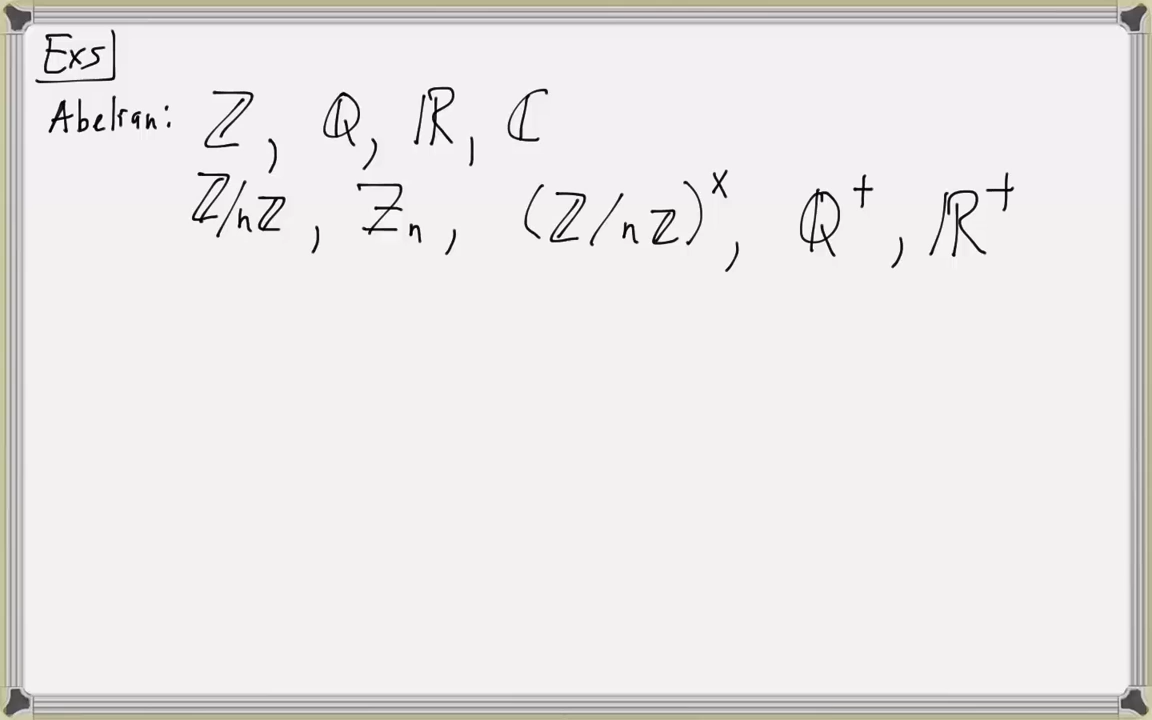 Exs
Abelian: ℤ, ℚ, ℝ, ℂ
ℤ/nℤ, Zₙ, (ℤ/nℤ)ˣ, ℚ⁺, ℝ⁺